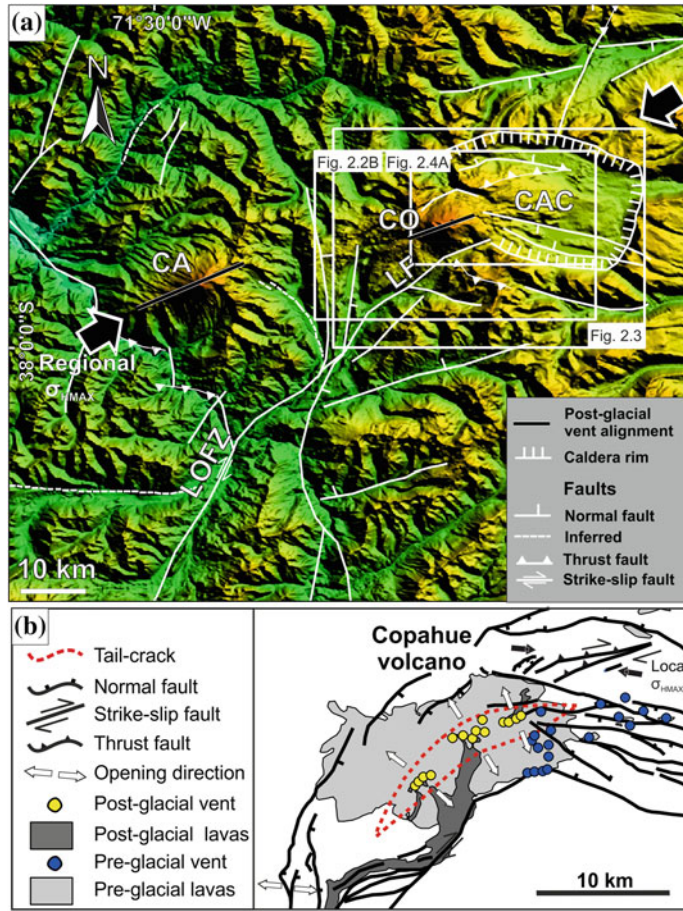 (a)
71°30'0"W
N
Fig. 2.2B
Fig. 2.4A
CAC
CO
CA
LF
38°0'0"S
Regional
σHMAX
Fig. 2.3
LOFZ
10 km
Post-glacial
vent alignment
Caldera rim
Faults
Normal fault
Inferred
Thrust fault
Strike-slip fault
(b)
Tail-crack
Normal fault
Strike-slip fault
Thrust fault
Opening direction
Post-glacial vent
Post-glacial lavas
Pre-glacial vent
Pre-glacial lavas
Copahue
volcano
Loca
σHMAX
10 km